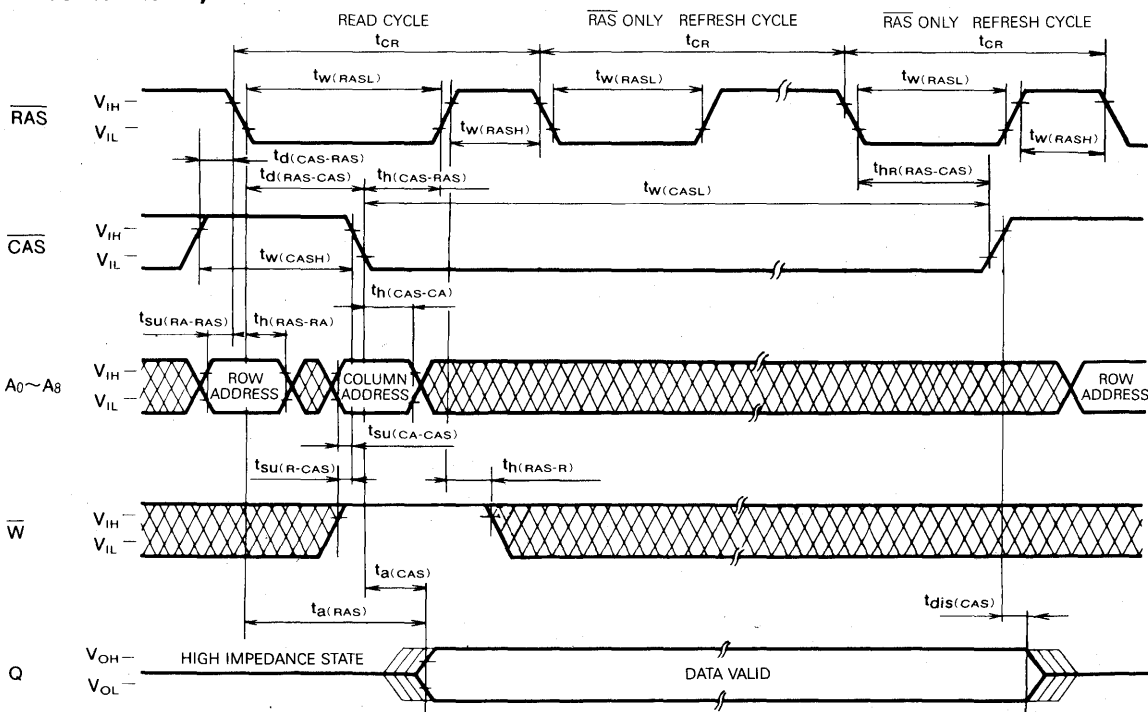 READ CYCLE
R̅A̅S̅ ONLY REFRESH CYCLE
R̅A̅S̅ ONLY REFRESH CYCLE
tCR
tCR
tCR
tW(RASL)
tW(RASL)
tW(RASL)
R̅A̅S̅
VIH
VIL
tW(RASH)
tW(RASH)
td(CAS-RAS)
td(RAS-CAS)
th(CAS-RAS)
thR(RAS-CAS)
tW(CASL)
C̅A̅S̅
VIH
VIL
tW(CASH)
th(CAS-CA)
tsu(RA-RAS)
th(RAS-RA)
A0~A8
VIH
VIL
ROW
ADDRESS
COLUMN
ADDRESS
ROW
ADDRESS
tsu(CA-CAS)
tsu(R-CAS)
th(RAS-R)
W̅
VIH
VIL
ta(CAS)
ta(RAS)
tdis(CAS)
Q
VOH
VOL
HIGH IMPEDANCE STATE
DATA VALID